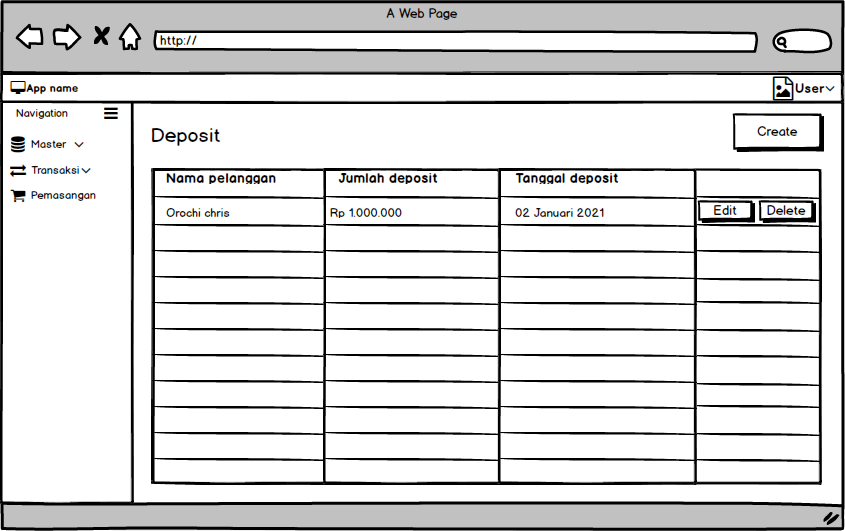 A Web Page
http://
App name
User
Navigation
Master
Transaksi
Pemasangan
Deposit
Create
Nama pelanggan Jumlah deposit Tanggal deposit
Orochi chris Rp 1.000.000 02 Januari 2021 Edit Delete